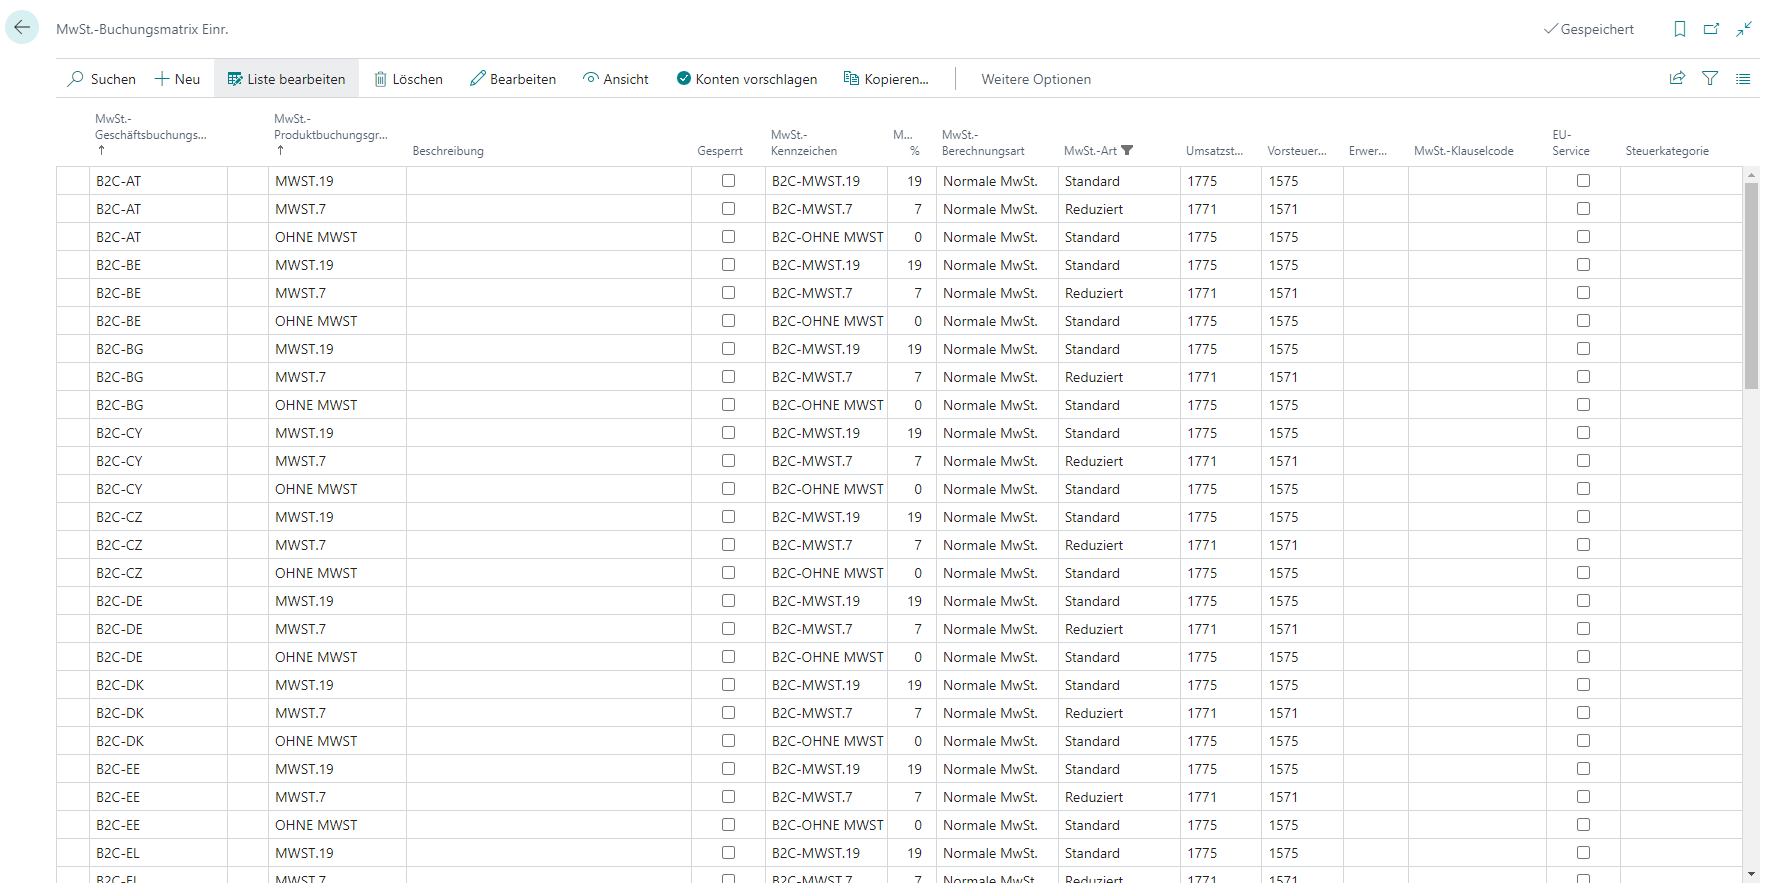 MwSt.-Buchungsmatrix Einr.
Gespeichert
Suchen Neu Liste bearbeiten Löschen Bearbeiten Ansicht Konten vorschlagen Kopieren... Weitere Optionen
MwSt.-Geschäftsbuchungs... MwSt.-Produktbuchungsgr... Beschreibung Gesperrt MwSt.-Kennzeichen M... % MwSt.-Berechnungsart MwSt.-Art Umsatzst... Vorsteuer... Erwer... MwSt.-Klauselcode EU-Service Steuerkategorie
B2C-AT MWST.19 B2C-MWST.19 19 Normale MwSt. Standard 1775 1575
B2C-AT MWST.7 B2C-MWST.7 7 Normale MwSt. Reduziert 1771 1571
B2C-AT OHNE MWST B2C-OHNE MWST 0 Normale MwSt. Standard 1775 1575
B2C-BE MWST.19 B2C-MWST.19 19 Normale MwSt. Standard 1775 1575
B2C-BE MWST.7 B2C-MWST.7 7 Normale MwSt. Reduziert 1771 1571
B2C-BE OHNE MWST B2C-OHNE MWST 0 Normale MwSt. Standard 1775 1575
B2C-BG MWST.19 B2C-MWST.19 19 Normale MwSt. Standard 1775 1575
B2C-BG MWST.7 B2C-MWST.7 7 Normale MwSt. Reduziert 1771 1571
B2C-BG OHNE MWST B2C-OHNE MWST 0 Normale MwSt. Standard 1775 1575
B2C-CY MWST.19 B2C-MWST.19 19 Normale MwSt. Standard 1775 1575
B2C-CY MWST.7 B2C-MWST.7 7 Normale MwSt. Reduziert 1771 1571
B2C-CY OHNE MWST B2C-OHNE MWST 0 Normale MwSt. Standard 1775 1575
B2C-CZ MWST.19 B2C-MWST.19 19 Normale MwSt. Standard 1775 1575
B2C-CZ MWST.7 B2C-MWST.7 7 Normale MwSt. Reduziert 1771 1571
B2C-CZ OHNE MWST B2C-OHNE MWST 0 Normale MwSt. Standard 1775 1575
B2C-DE MWST.19 B2C-MWST.19 19 Normale MwSt. Standard 1775 1575
B2C-DE MWST.7 B2C-MWST.7 7 Normale MwSt. Reduziert 1771 1571
B2C-DE OHNE MWST B2C-OHNE MWST 0 Normale MwSt. Standard 1775 1575
B2C-DK MWST.19 B2C-MWST.19 19 Normale MwSt. Standard 1775 1575
B2C-DK MWST.7 B2C-MWST.7 7 Normale MwSt. Reduziert 1771 1571
B2C-DK OHNE MWST B2C-OHNE MWST 0 Normale MwSt. Standard 1775 1575
B2C-EE MWST.19 B2C-MWST.19 19 Normale MwSt. Standard 1775 1575
B2C-EE MWST.7 B2C-MWST.7 7 Normale MwSt. Reduziert 1771 1571
B2C-EE OHNE MWST B2C-OHNE MWST 0 Normale MwSt. Standard 1775 1575
B2C-EL MWST.19 B2C-MWST.19 19 Normale MwSt. Standard 1775 1575
B2C-EL MWST.7 B2C-MWST.7 7 Normale MwSt. Reduziert 1771 1571